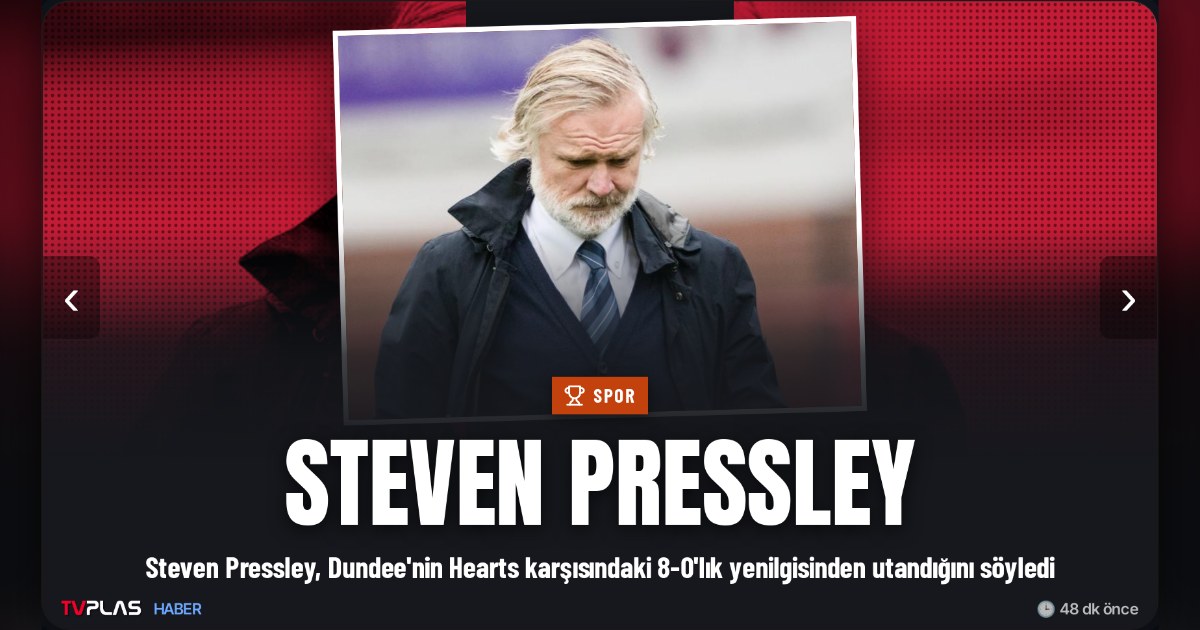 SPOR
STEVEN PRESSLEY
Steven Pressley, Dundee'nin Hearts karşısındaki 8-0'lık yenilgisinden utandığını söyledi
TVPLAS HABER
48 dk önce